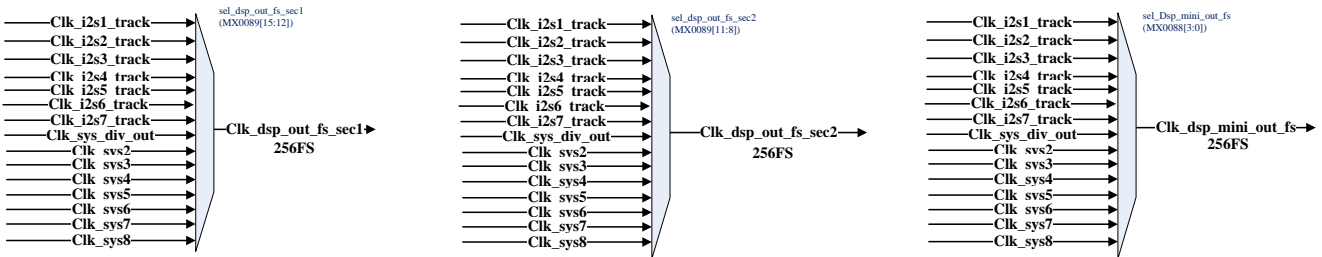 sel_dsp_out_fs_sec1
(MX0089[15:12])
Clk_i2s1_track
Clk_i2s2_track
Clk_i2s3_track
Clk_i2s4_track
Clk_i2s5_track
Clk_i2s6_track
Clk_i2s7_track
Clk_sys_div_out
Clk_sys2
Clk_sys3
Clk_sys4
Clk_sys5
Clk_sys6
Clk_sys7
Clk_sys8
Clk_dsp_out_fs_sec1
256FS
sel_dsp_out_fs_sec2
(MX0089[11:8])
Clk_i2s1_track
Clk_i2s2_track
Clk_i2s3_track
Clk_i2s4_track
Clk_i2s5_track
Clk_i2s6_track
Clk_i2s7_track
Clk_sys_div_out
Clk_sys2
Clk_sys3
Clk_sys4
Clk_sys5
Clk_sys6
Clk_sys7
Clk_sys8
Clk_dsp_out_fs_sec2
256FS
sel_Dsp_mini_out_fs
(MX0088[3:0])
Clk_i2s1_track
Clk_i2s2_track
Clk_i2s3_track
Clk_i2s4_track
Clk_i2s5_track
Clk_i2s6_track
Clk_i2s7_track
Clk_sys_div_out
Clk_sys2
Clk_sys3
Clk_sys4
Clk_sys5
Clk_sys6
Clk_sys7
Clk_sys8
Clk_dsp_mini_out_fs
256FS